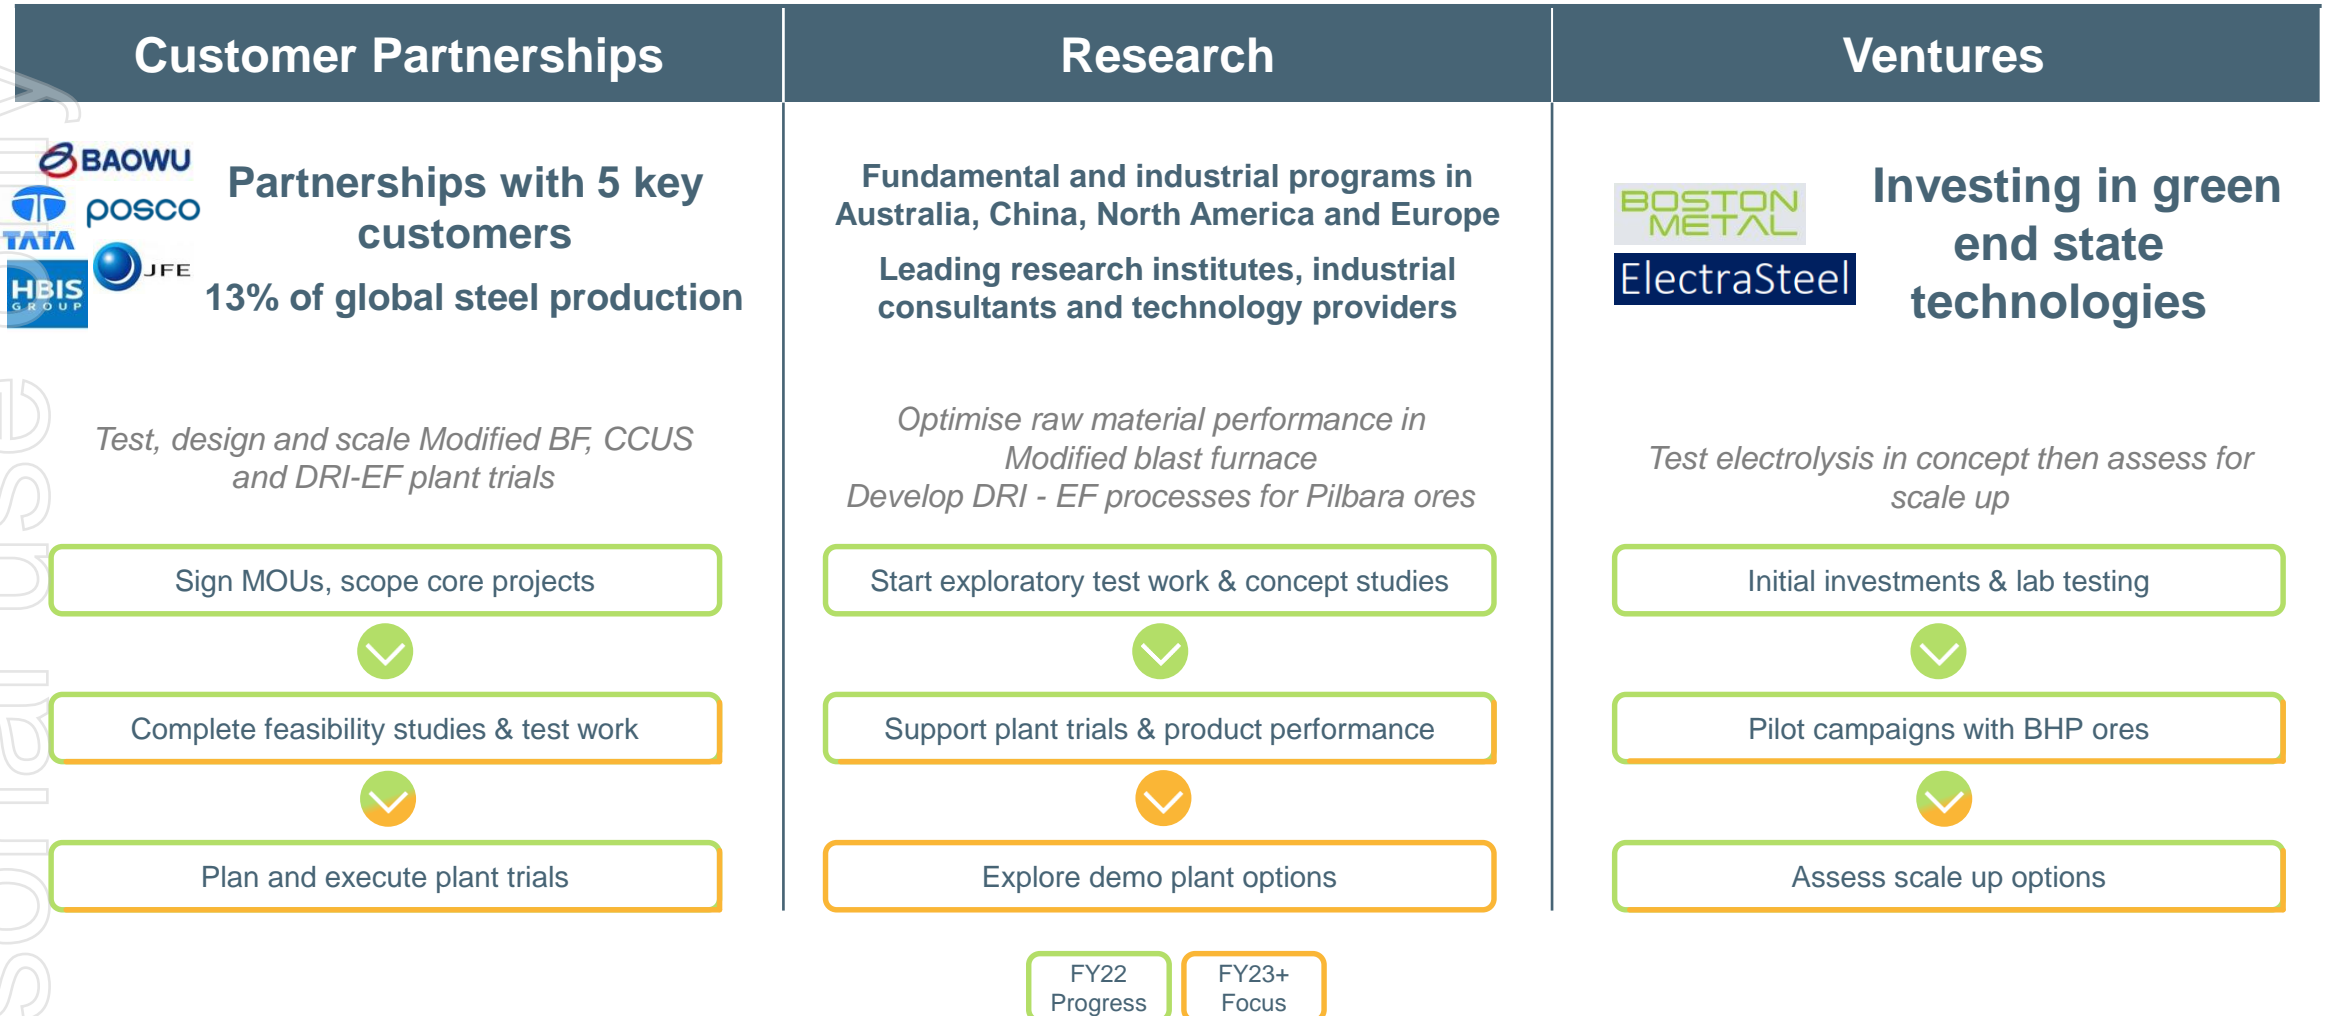 Customer Partnerships
Research
Ventures
BAOWU
TATA
posco
HBIS
GROUP
JFE
Partnerships with 5 key
customers
13% of global steel production
Fundamental and industrial programs in
Australia, China, North America and Europe
Leading research institutes, industrial
consultants and technology providers
BOSTON
METAL
ElectraSteel
Investing in green
end state
technologies
Test, design and scale Modified BF, CCUS
and DRI-EF plant trials
Optimise raw material performance in
Modified blast furnace
Develop DRI - EF processes for Pilbara ores
Test electrolysis in concept then assess for
scale up
Sign MOUs, scope core projects
Complete feasibility studies & test work
Plan and execute plant trials
Start exploratory test work & concept studies
Support plant trials & product performance
Explore demo plant options
Initial investments & lab testing
Pilot campaigns with BHP ores
Assess scale up options
FY22
Progress
FY23+
Focus
sonal use only